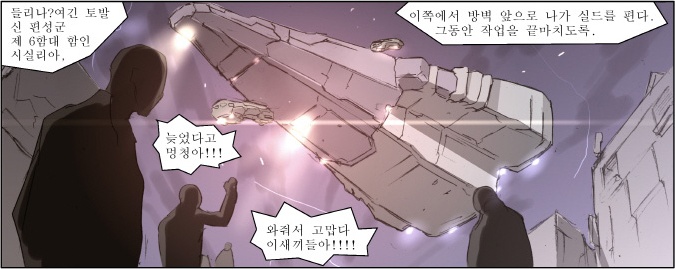 들리나?여긴 토발
신 편성군
제 6함대 함인
시실리아.
이쪽에서 방벽 앞으로 나가 실드를 편다.
그동안 작업을 끝마치도록.
늦었다고
멍청아!!!
와줘서 고맙다
이새끼들아!!!!